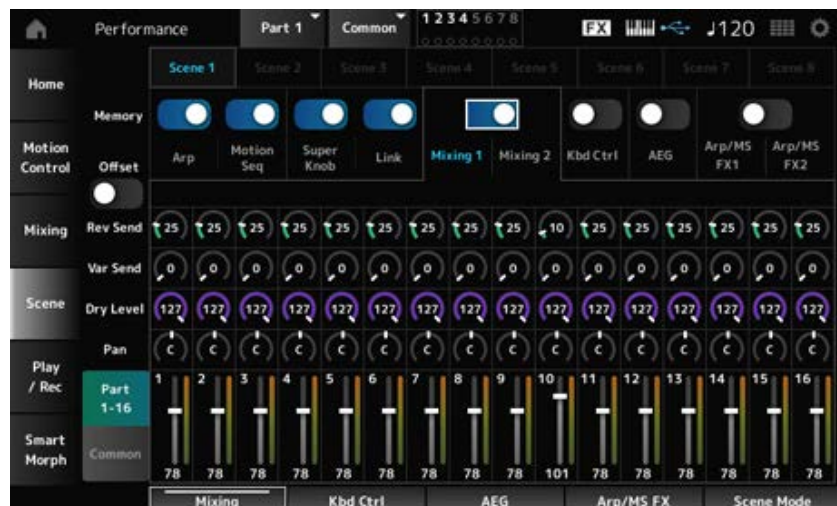 Performance Part 1 Common 1 2 3 4 5 6 7 8 FX ♩120
Scene 1 Scene 2 Scene 3 Scene 4 Scene 5 Scene 6 Scene 7 Scene 8
Home
Memory
Motion Control
Offset
Arp Motion Seq Super Knob Link Mixing 1 Mixing 2 Kbd Ctrl AEG Arp/MS FX1 Arp/MS FX2
Mixing
Rev Send 25 25 25 25 25 25 25 25 25 10 25 25 25 25 25 25
Var Send 0 0 0 0 0 0 0 0 0 0 0 0 0 0 0 0
Scene
Dry Level 127 127 127 127 127 127 127 127 127 127 127 127 127 127 127 127
Pan C C C C C C C C C C C C C C C C
Play / Rec
Part 1-16
1 2 3 4 5 6 7 8 9 10 11 12 13 14 15 16
Smart Morph
Common
78 78 78 78 78 78 78 78 78 101 78 78 78 78 78 78
Mixing Kbd Ctrl AEG Arp/MS FX Scene Mode